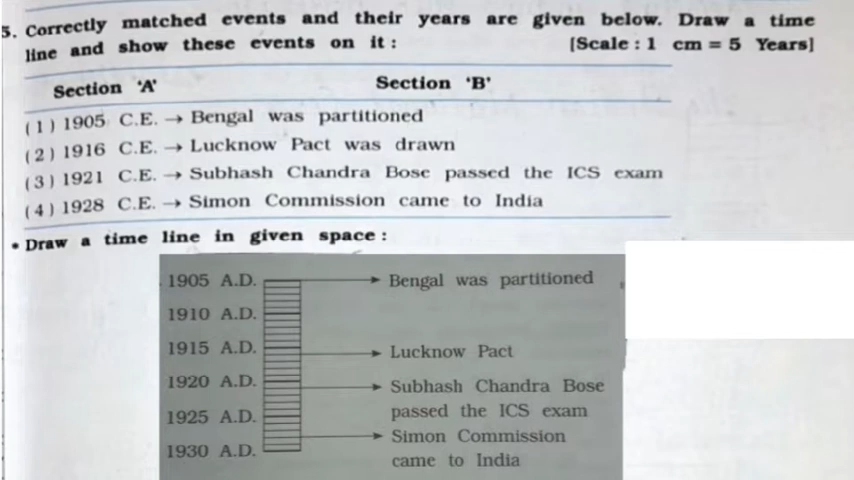 5. Correctly matched events and their years are given below. Draw a time
line and show these events on it : [Scale : 1 cm = 5 Years]
Section 'A' Section 'B'
(1) 1905 C.E. → Bengal was partitioned
(2) 1916 C.E. → Lucknow Pact was drawn
(3) 1921 C.E. → Subhash Chandra Bose passed the ICS exam
(4) 1928 C.E. → Simon Commission came to India
• Draw a time line in given space :
1905 A.D. Bengal was partitioned
1910 A.D.
1915 A.D. Lucknow Pact
1920 A.D. Subhash Chandra Bose
passed the ICS exam
1925 A.D.
Simon Commission
1930 A.D. came to India